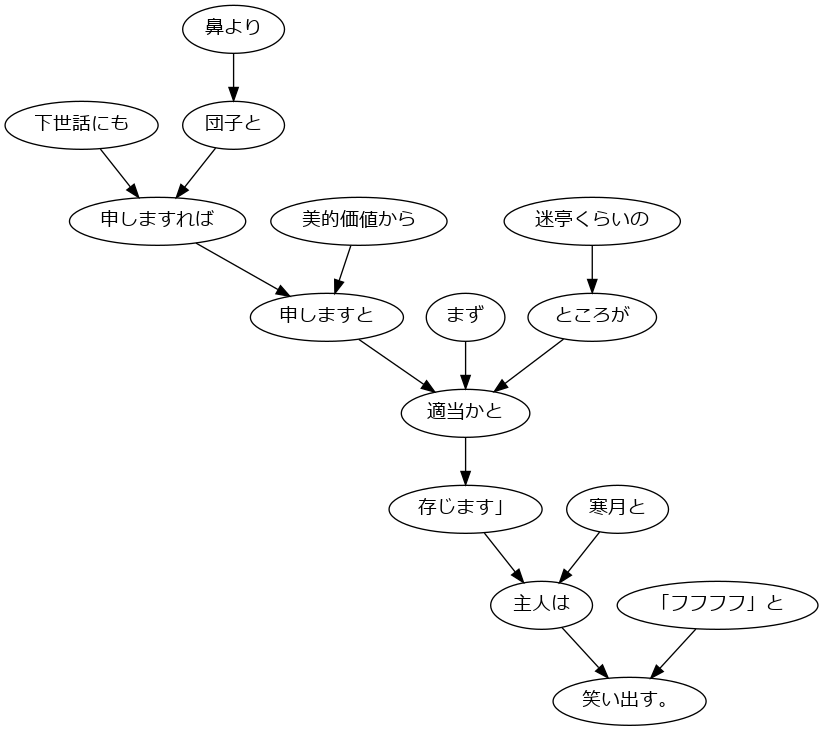 鼻より
下世話にも
団子と
申しますれば
美的価値から
迷亭くらいの
申しますと
まず
ところが
適当かと
存じます」
寒月と
主人は
「フフフフ」と
笑い出す。